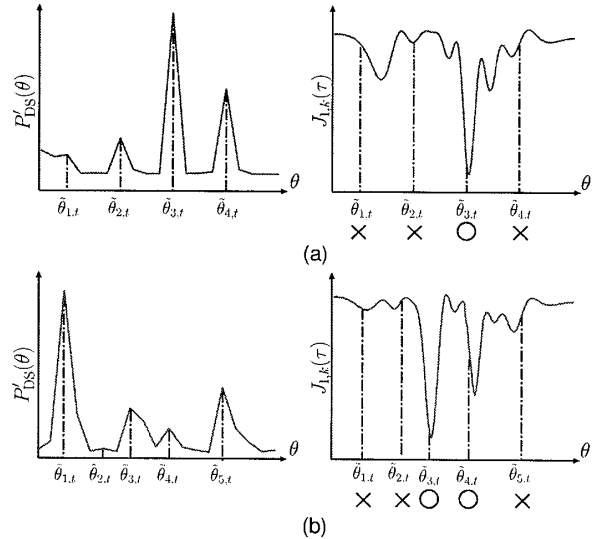 P′DS(θ)
θ
θ̃1,t θ̃2,t θ̃3,t θ̃4,t
J1,k(τ)
θ
θ̃1,t θ̃2,t θ̃3,t θ̃4,t
× × ○ ×
(a)
P′DS(θ)
θ
θ̃1,t θ̃2,t θ̃3,t θ̃4,t θ̃5,t
J1,k(τ)
θ
θ̃1,t θ̃2,t θ̃3,t θ̃4,t θ̃5,t
× × ○ ○ ×
(b)